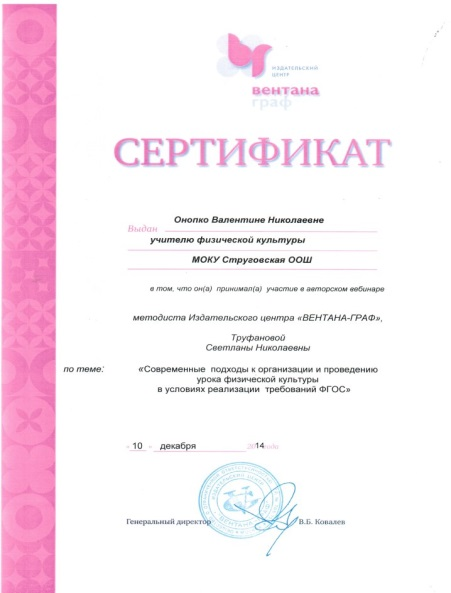 ИЗДАТЕЛЬСКИЙ
ЦЕНТР
вентана
граф
СЕРТИФИКАТ
Онопко Валентине Николаевне
Выдан
учителю физической культуры
МОКУ Струговская ООШ
в том, что он(а) принимал(а) участие в авторском вебинаре
методиста Издательского центра «ВЕНТАНА-ГРАФ»,
Труфановой
Светланы Николаевны
по теме: «Современные подходы к организации и проведению
урока физической культуры
в условиях реализации требований ФГОС»
- 10 - декабря 2014 года
Генеральный директор В.Б. Ковалев